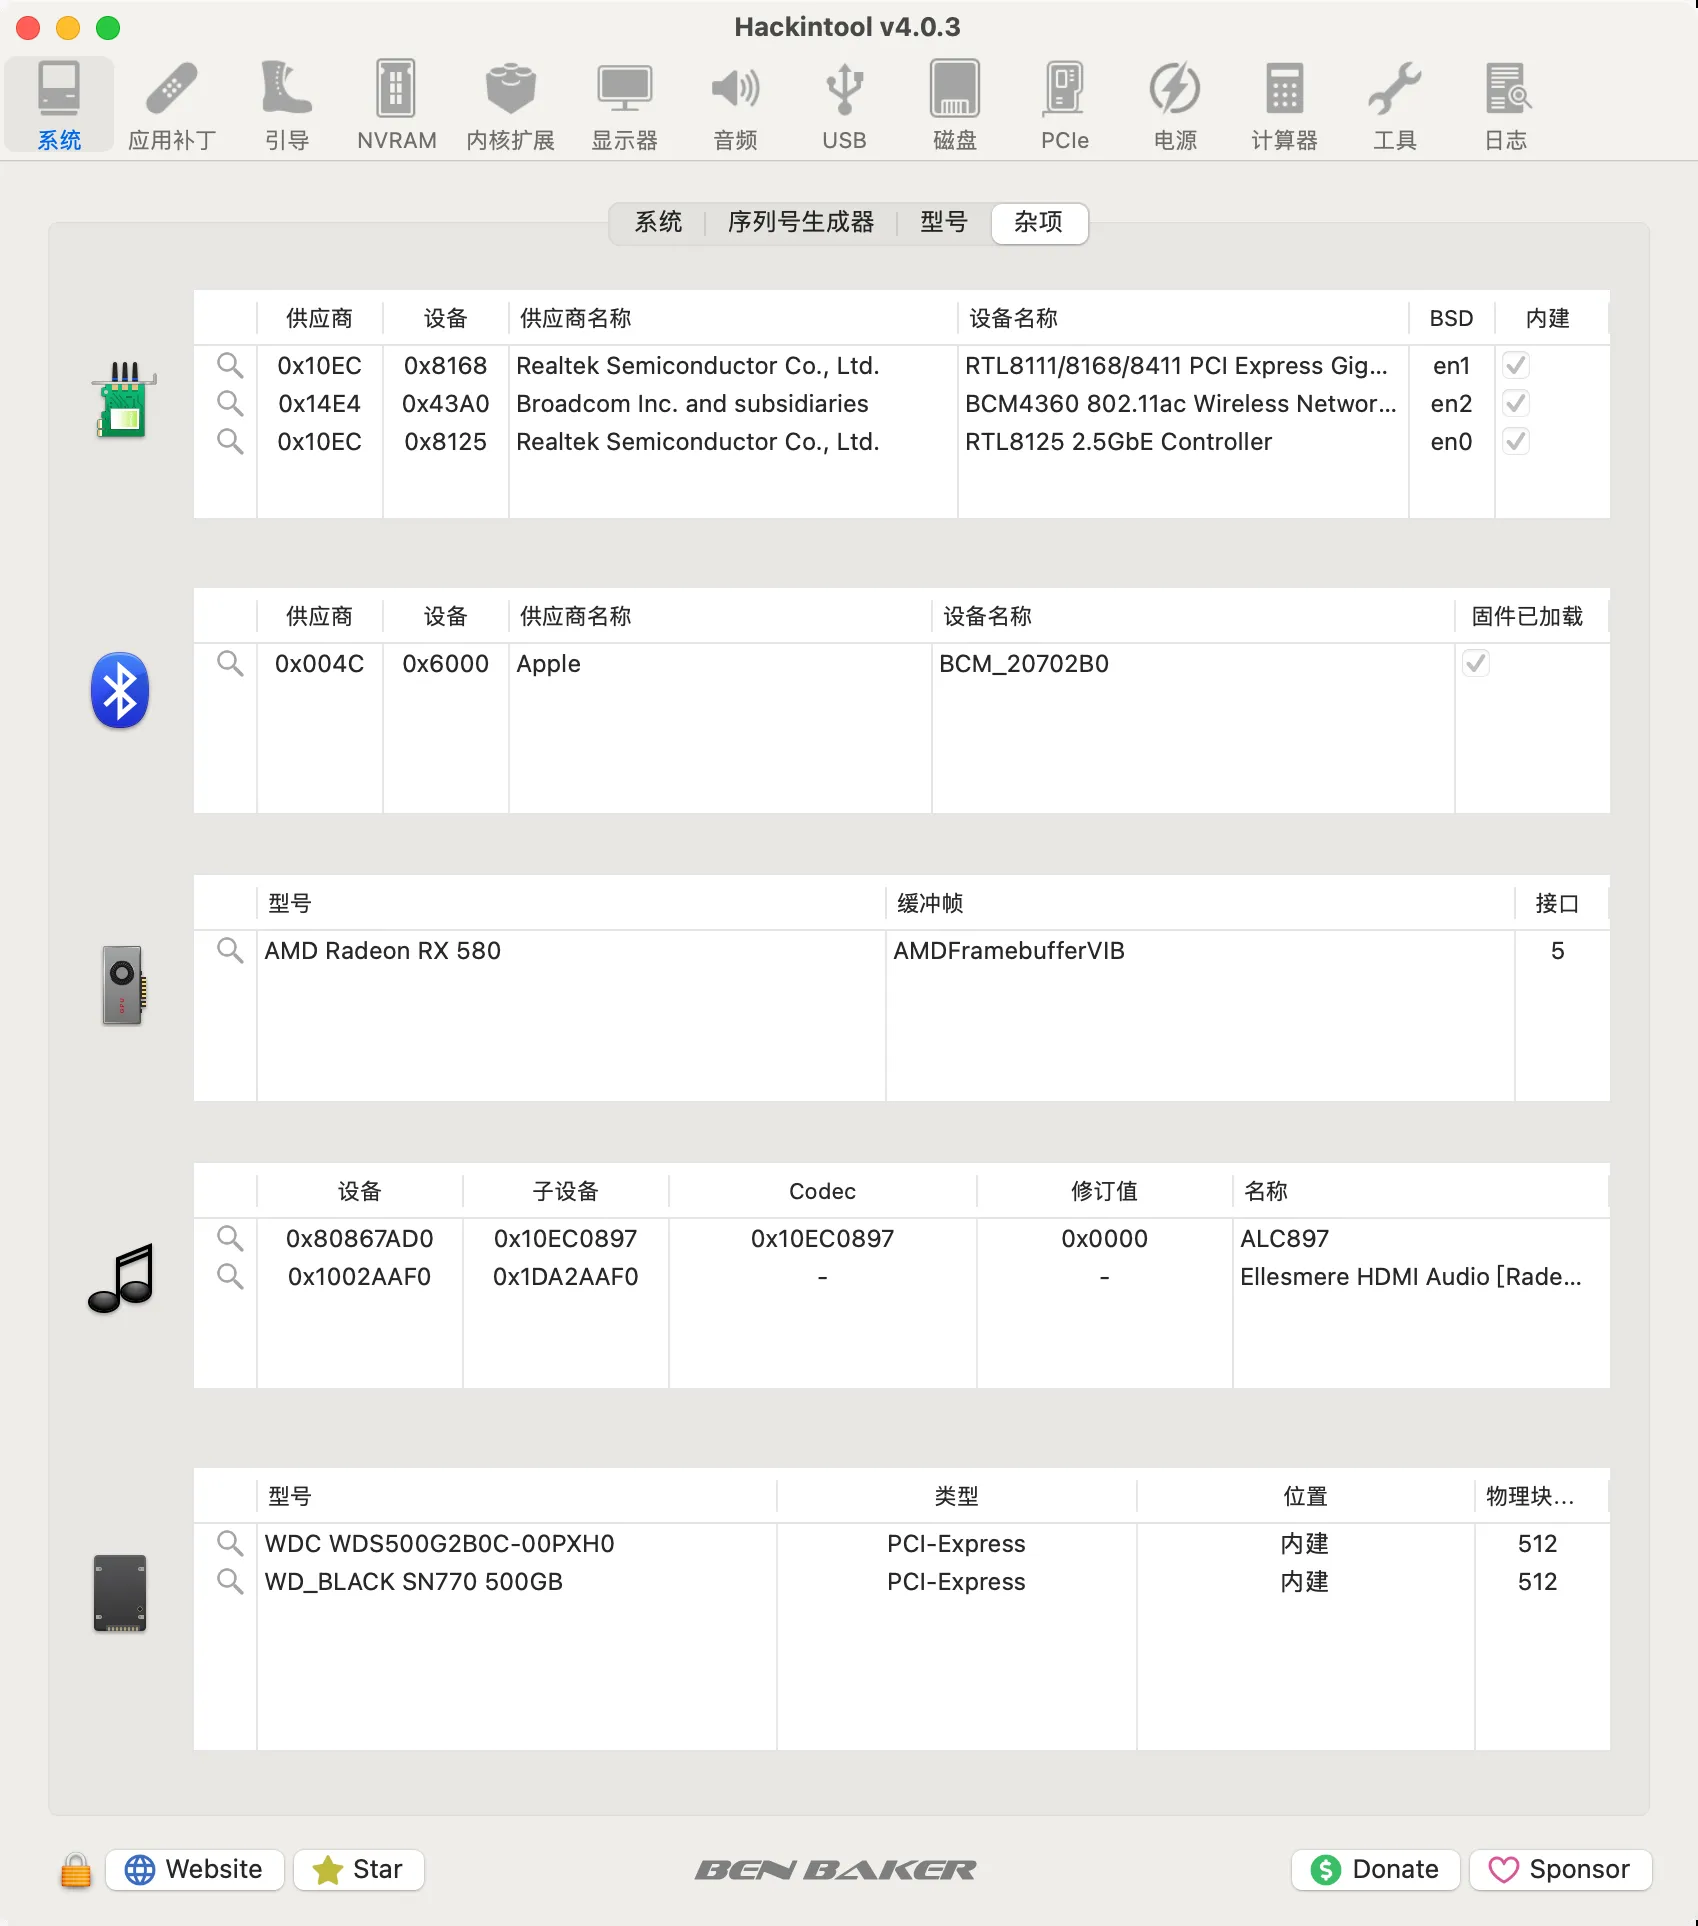 Hackintool v4.0.3
系统 应用补丁 引导 NVRAM 内核扩展 显示器 音频 USB 磁盘 PCIe 电源 计算器 工具 日志
系统 序列号生成器 型号 杂项
供应商 设备 供应商名称 设备名称 BSD 内建
0x10EC 0x8168 Realtek Semiconductor Co., Ltd. RTL8111/8168/8411 PCI Express Gig... en1
0x14E4 0x43A0 Broadcom Inc. and subsidiaries BCM4360 802.11ac Wireless Networ... en2
0x10EC 0x8125 Realtek Semiconductor Co., Ltd. RTL8125 2.5GbE Controller en0
供应商 设备 供应商名称 设备名称 固件已加载
0x004C 0x6000 Apple BCM_20702B0
型号 缓冲帧 接口
AMD Radeon RX 580 AMDFramebufferVIB 5
设备 子设备 Codec 修订值 名称
0x80867AD0 0x10EC0897 0x10EC0897 0x0000 ALC897
0x1002AAF0 0x1DA2AAF0 - - Ellesmere HDMI Audio [Rade...
型号 类型 位置 物理块...
WDC WDS500G2B0C-00PXH0 PCI-Express 内建 512
WD_BLACK SN770 500GB PCI-Express 内建 512
Website Star BEN BAKER Donate Sponsor